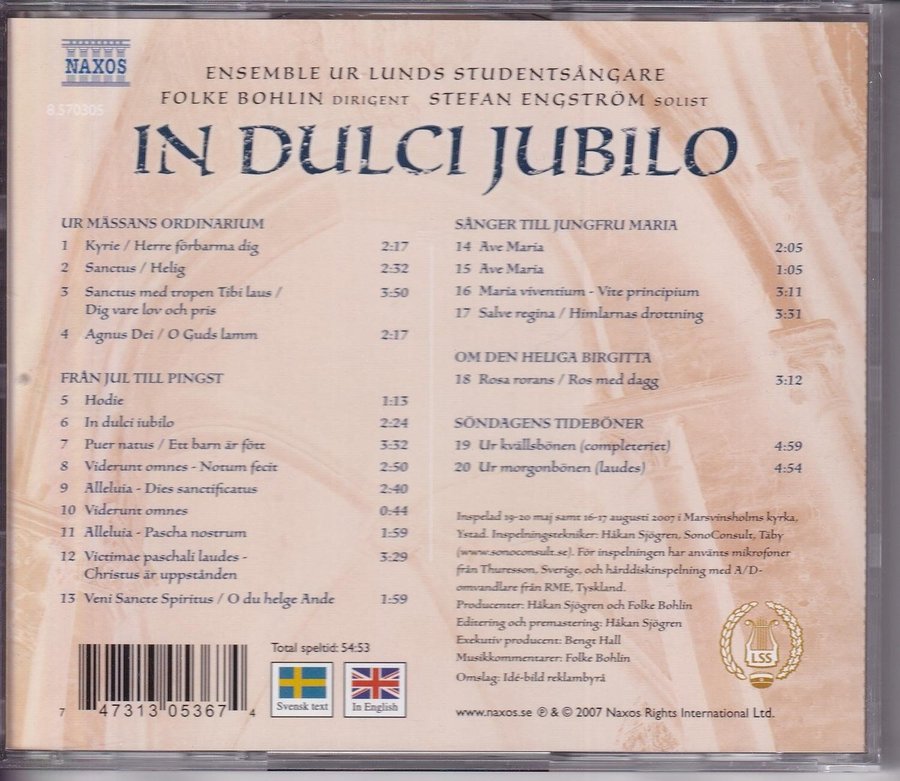 NAXOS
8.570305
ENSEMBLE UR LUNDS STUDENTSÅNGARE
FOLKE BOHLIN DIRIGENT STEFAN ENGSTRÖM SOLIST
IN DULCI JUBILO
UR MÄSSANS ORDINARIUM
1 Kyrie / Herre förbarma dig 2:17
2 Sanctus / Helig 2:32
3 Sanctus med tropen Tibi laus / 3:50
Dig vare lov och pris
4 Agnus Dei / O Guds lamm 2:17
FRÅN JUL TILL PINGST
5 Hodie 1:13
6 In dulci iubilo 2:24
7 Puer natus / Ett barn är fött 3:32
8 Viderunt omnes - Notum fecit 2:50
9 Alleluia - Dies sanctificatus 2:40
10 Viderunt omnes 0:44
11 Alleluia - Pascha nostrum 1:59
12 Victimae paschali laudes - 3:29
Christus är uppstånden
13 Veni Sancte Spiritus / O du helge Ande 1:59
SÅNGER TILL JUNGFRU MARIA
14 Ave Maria 2:05
15 Ave Maria 1:05
16 Maria viventium - Vite principium 3:11
17 Salve regina / Himlarnas drottning 3:31
OM DEN HELIGA BIRGITTA
18 Rosa rorans / Ros med dagg 3:12
SÖNDAGENS TIDEBÖNER
19 Ur kvällsbönen (completoriet) 4:59
20 Ur morgonbönen (laudes) 4:54
Inspelad 19-20 maj samt 16-17 augusti 2007 i Marsvinsholms kyrka,
Ystad. Inspelningstekniker: Håkan Sjögren, SonoConsult, Täby
(www.sonoconsult.se). För inspelningen har använts mikrofoner
från Thuresson, Sverige, och hårddiskinspelning med A/D-
omvandlare från RME, Tyskland.
Producenter: Håkan Sjögren och Folke Bohlin
Editering och premastering: Håkan Sjögren
Exekutiv producent: Bengt Hall
Musikkommentarer: Folke Bohlin
Omslag: Idé-bild reklambyrå
LSS
Total speltid: 54:53
Svensk text
In English
7 47313 05367 4
www.naxos.se ℗ & © 2007 Naxos Rights International Ltd.